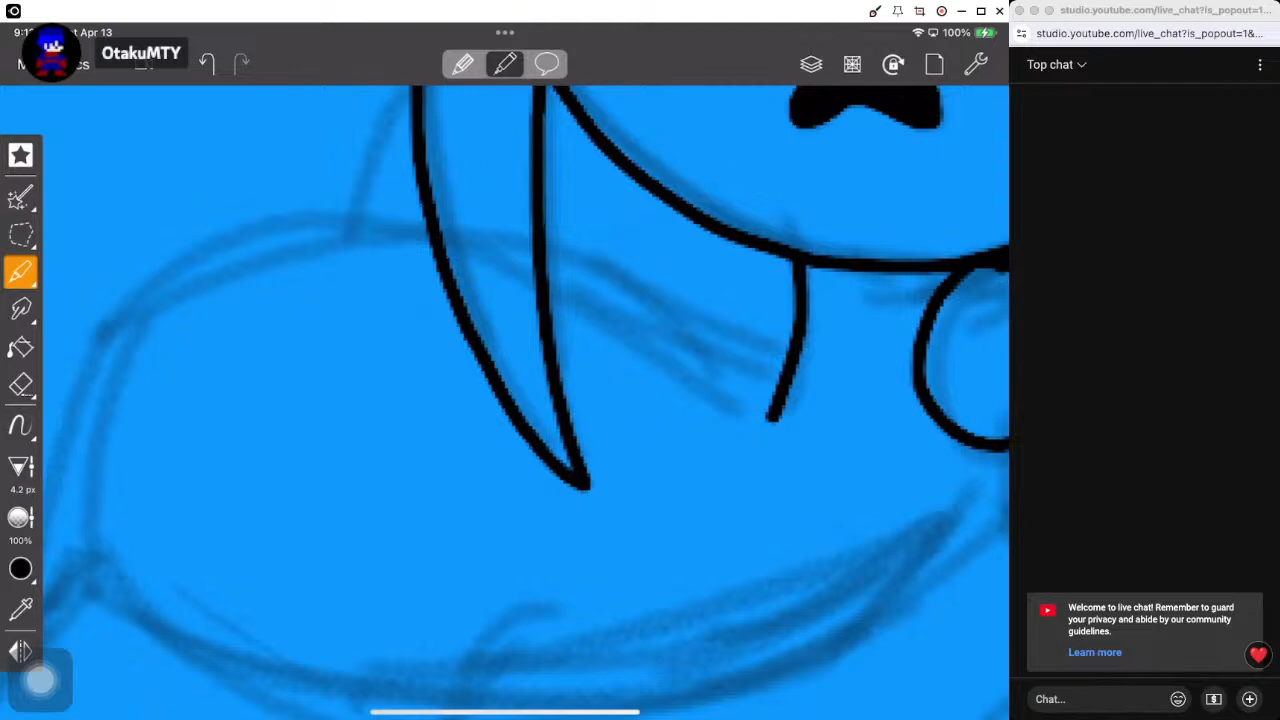 studio.youtube.com/live_chat?is_popout=1...
studio.youtube.com/live_chat?is_popout=1&...
OtakuMTY
100%
Top chat
4.2 px
100%
Welcome to live chat! Remember to guard
your privacy and abide by our community
guidelines.
Learn more
Chat...